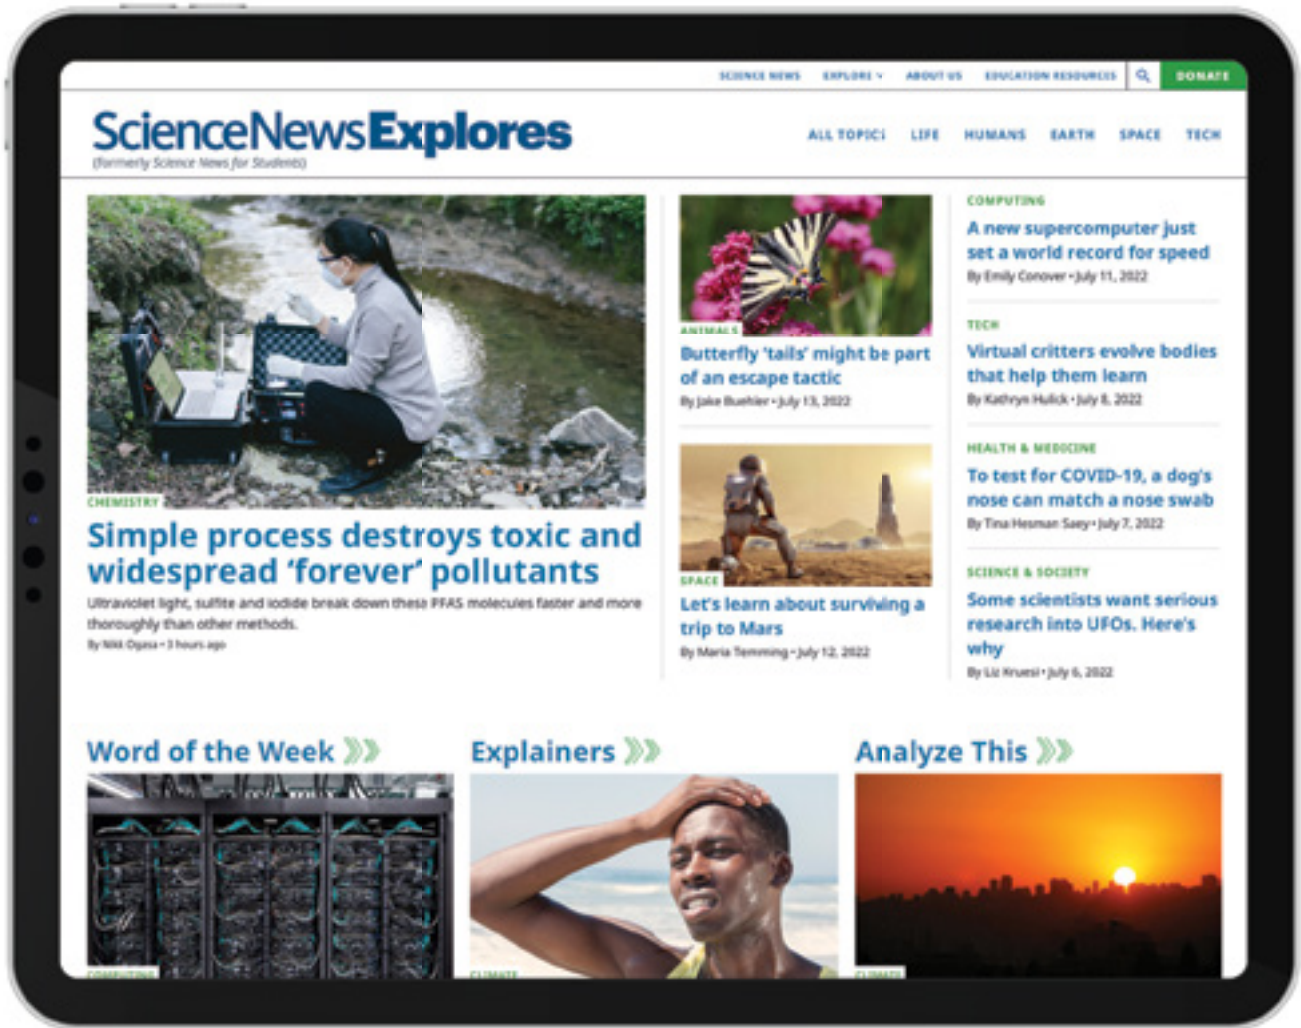 SCIENCE NEWS EXPLORE ABOUT US EDUCATION RESOURCES DONATE
ScienceNewsExplores
(formerly Science News for Students)
ALL TOPICS LIFE HUMANS EARTH SPACE TECH
CHEMISTRY
Simple process destroys toxic and
widespread ‘forever’ pollutants
Ultraviolet light, sulfite and iodide break down these PFAS molecules faster and more
thoroughly than other methods.
By Nikk Ogasa • 3 hours ago
ANIMALS
Butterfly ‘tails’ might be part
of an escape tactic
By Jake Buehler • July 13, 2022
SPACE
Let’s learn about surviving a
trip to Mars
By Maria Temming • July 12, 2022
COMPUTING
A new supercomputer just
set a world record for speed
By Emily Conover • July 11, 2022
TECH
Virtual critters evolve bodies
that help them learn
By Kathryn Hulick • July 8, 2022
HEALTH & MEDICINE
To test for COVID-19, a dog’s
nose can match a nose swab
By Tina Hesman Saey • July 7, 2022
SCIENCE & SOCIETY
Some scientists want serious
research into UFOs. Here’s
why
By Liz Kruesi • July 6, 2022
Word of the Week
COMPUTING
Explainers
CLIMATE
Analyze This
CLIMATE